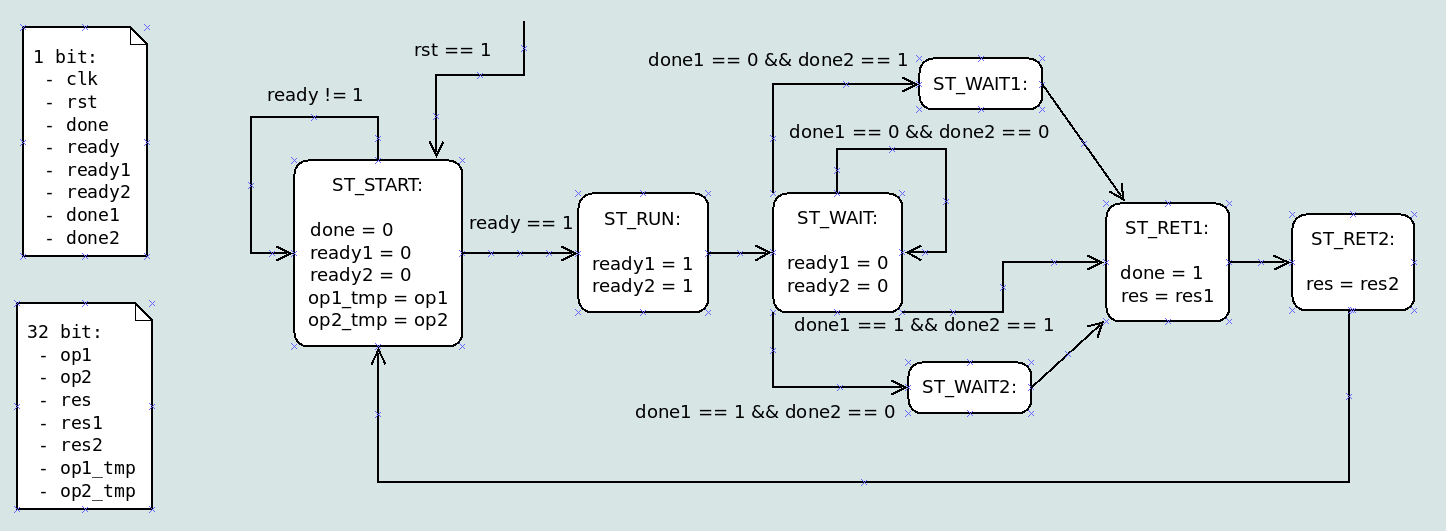 1 bit:
- clk
- rst
- done
- ready
- ready1
- ready2
- done1
- done2
32 bit:
- op1
- op2
- res
- res1
- res2
- op1_tmp
- op2_tmp
rst == 1
ready != 1
ST_START:
done = 0
ready1 = 0
ready2 = 0
op1_tmp = op1
op2_tmp = op2
ready == 1
ST_RUN:
ready1 = 1
ready2 = 1
done1 == 0 && done2 == 1
ST_WAIT1:
done1 == 0 && done2 == 0
ST_WAIT:
ready1 = 0
ready2 = 0
done1 == 1 && done2 == 1
ST_WAIT2:
done1 == 1 && done2 == 0
ST_RET1:
done = 1
res = res1
ST_RET2:
res = res2